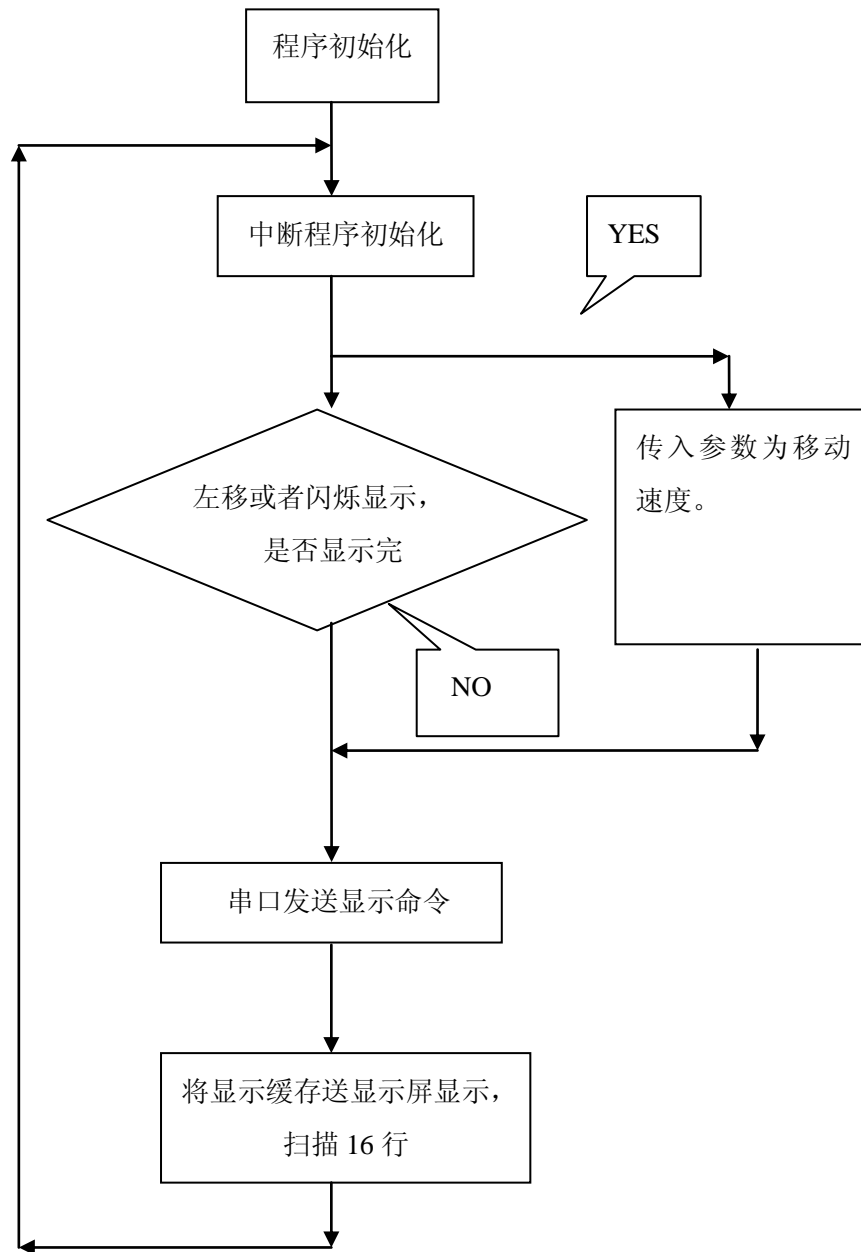 程序初始化
中断程序初始化
YES
传入参数为移动
速度。
左移或者闪烁显示，
是否显示完
NO
串口发送显示命令
将显示缓存送显示屏显示，
扫描 16 行